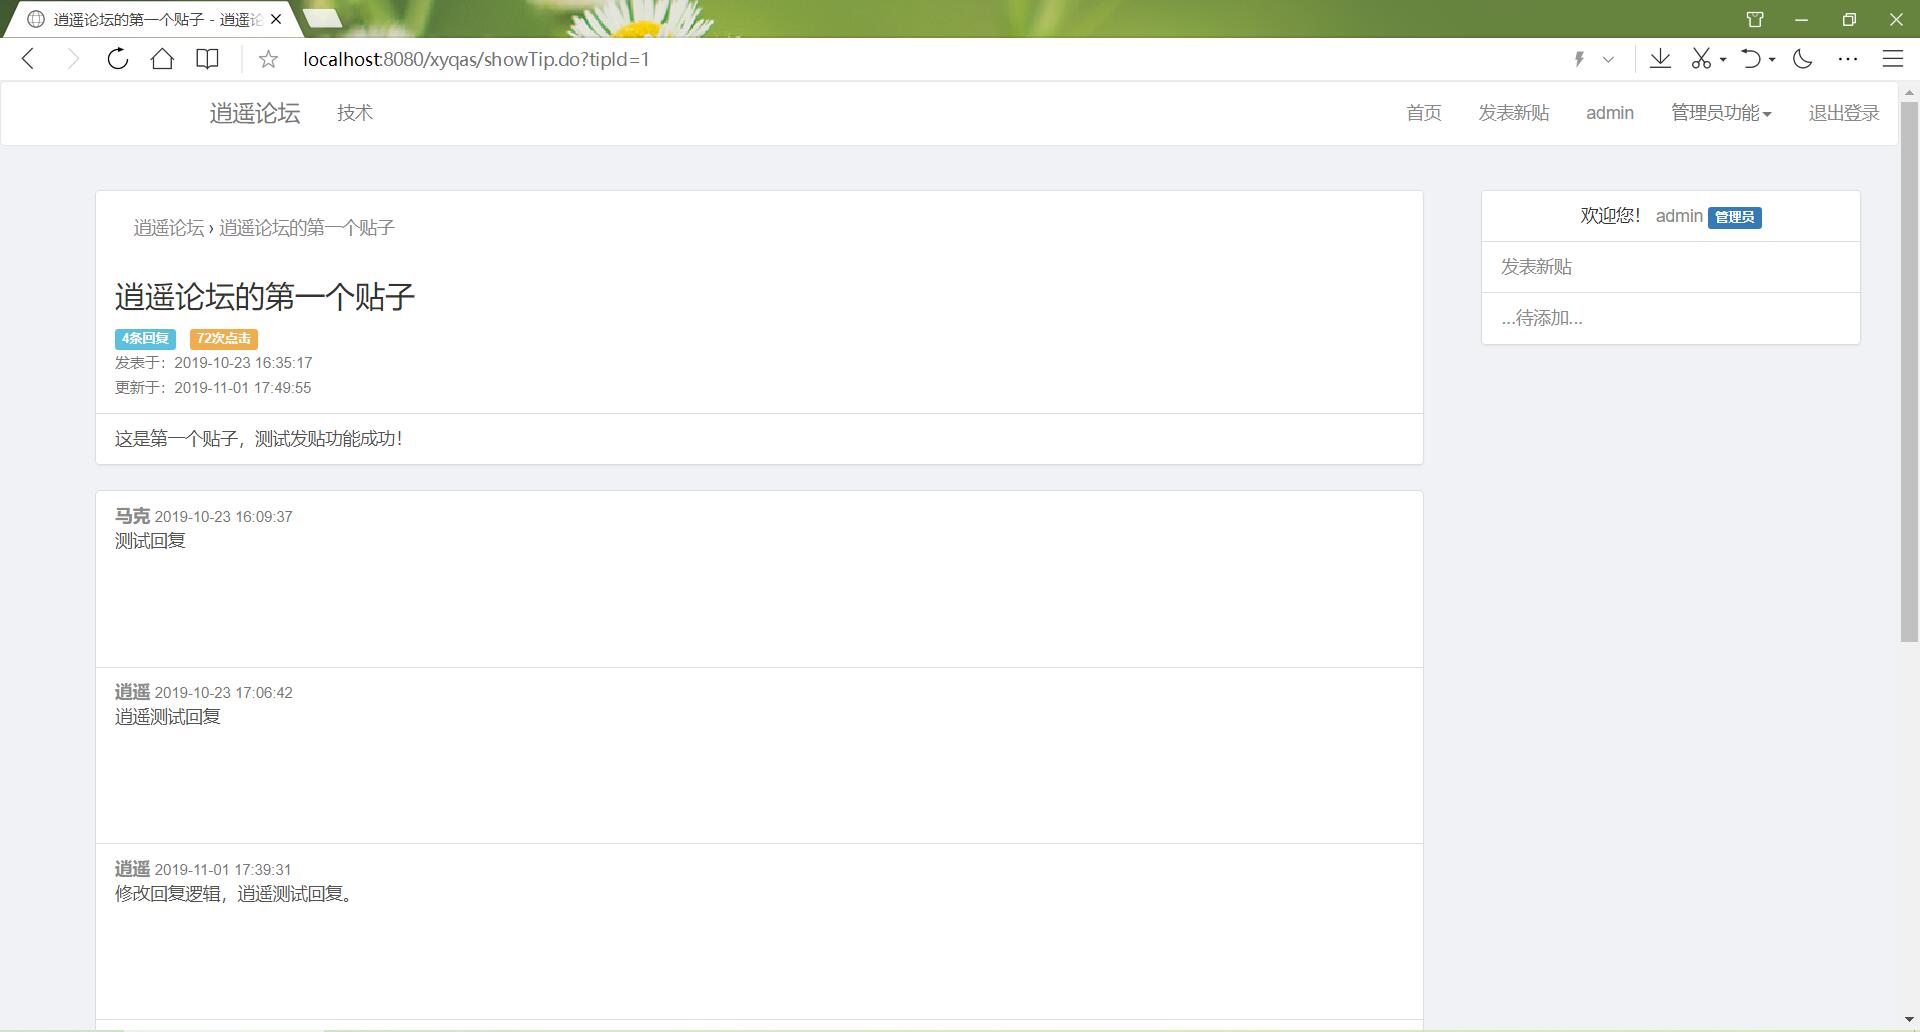 逍遥论坛的第一个贴子 - 逍遥论
localhost:8080/xyqas/showTip.do?tipId=1
逍遥论坛 技术 首页 发表新贴 admin 管理员功能 退出登录
逍遥论坛 › 逍遥论坛的第一个贴子
逍遥论坛的第一个贴子
4条回复 72次点击
发表于：2019-10-23 16:35:17
更新于：2019-11-01 17:49:55
这是第一个贴子，测试发贴功能成功！
马克 2019-10-23 16:09:37
测试回复
逍遥 2019-10-23 17:06:42
逍遥测试回复
逍遥 2019-11-01 17:39:31
修改回复逻辑，逍遥测试回复。
欢迎您！ admin 管理员
发表新贴
...待添加...